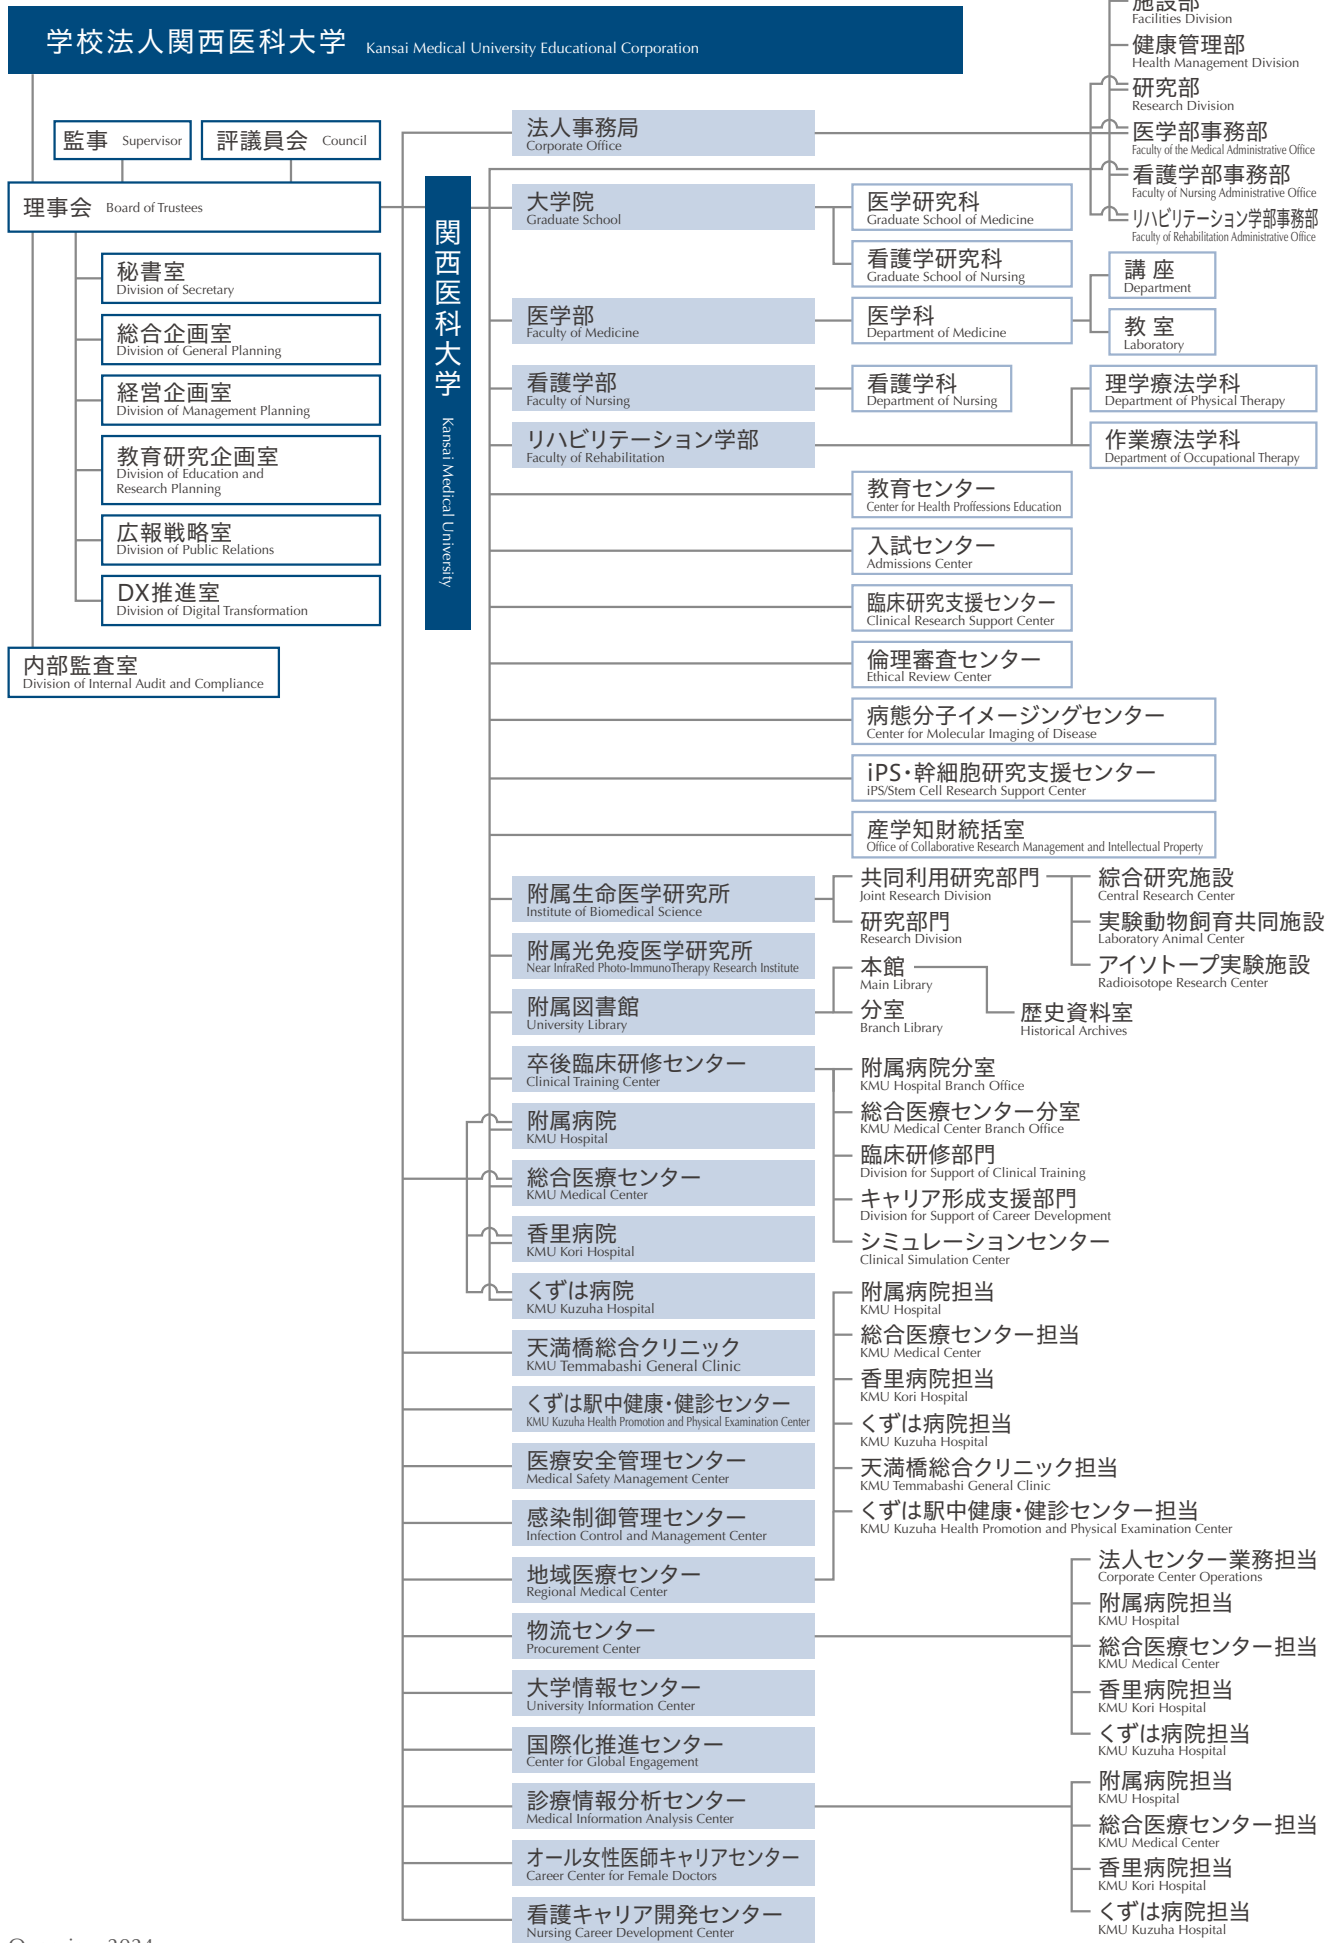 学校法人関西医科大学 Kansai Medical University Educational Corporation
監事 Supervisor
評議員会 Council
理事会 Board of Trustees
秘書室
Division of Secretary
総合企画室
Division of General Planning
経営企画室
Division of Management Planning
教育研究企画室
Division of Education and
Research Planning
広報戦略室
Division of Public Relations
DX推進室
Division of Digital Transformation
内部監査室
Division of Internal Audit and Compliance
関西医科大学 Kansai Medical University
法人事務局
Corporate Office
施設部
Facilities Division
健康管理部
Health Management Division
研究部
Research Division
医学部事務部
Faculty of the Medical Administrative Office
看護学部事務部
Faculty of Nursing Administrative Office
リハビリテーション学部事務部
Faculty of Rehabilitation Administrative Office
大学院
Graduate School
医学研究科
Graduate School of Medicine
看護学研究科
Graduate School of Nursing
医学部
Faculty of Medicine
医学科
Department of Medicine
講座
Department
教室
Laboratory
看護学部
Faculty of Nursing
看護学科
Department of Nursing
リハビリテーション学部
Faculty of Rehabilitation
理学療法学科
Department of Physical Therapy
作業療法学科
Department of Occupational Therapy
教育センター
Center for Health Proffessions Education
入試センター
Admissions Center
臨床研究支援センター
Clinical Research Support Center
倫理審査センター
Ethical Review Center
病態分子イメージングセンター
Center for Molecular Imaging of Disease
iPS・幹細胞研究支援センター
iPS/Stem Cell Research Support Center
産学知財統括室
Office of Collaborative Research Management and Intellectual Property
附属生命医学研究所
Institute of Biomedical Science
共同利用研究部門
Joint Research Division
研究部門
Research Division
綜合研究施設
Central Research Center
実験動物飼育共同施設
Laboratory Animal Center
アイソトープ実験施設
Radioisotope Research Center
附属光免疫医学研究所
Near InfraRed Photo-ImmunoTherapy Research Institute
附属図書館
University Library
本館
Main Library
分室
Branch Library
歴史資料室
Historical Archives
卒後臨床研修センター
Clinical Training Center
附属病院分室
KMU Hospital Branch Office
総合医療センター分室
KMU Medical Center Branch Office
臨床研修部門
Division for Support of Clinical Training
キャリア形成支援部門
Division for Support of Career Development
シミュレーションセンター
Clinical Simulation Center
附属病院
KMU Hospital
総合医療センター
KMU Medical Center
香里病院
KMU Kori Hospital
くずは病院
KMU Kuzuha Hospital
天満橋総合クリニック
KMU Temmabashi General Clinic
くずは駅中健康・健診センター
KMU Kuzuha Health Promotion and Physical Examination Center
医療安全管理センター
Medical Safety Management Center
感染制御管理センター
Infection Control and Management Center
地域医療センター
Regional Medical Center
附属病院担当
KMU Hospital
総合医療センター担当
KMU Medical Center
香里病院担当
KMU Kori Hospital
くずは病院担当
KMU Kuzuha Hospital
天満橋総合クリニック担当
KMU Temmabashi General Clinic
くずは駅中健康・健診センター担当
KMU Kuzuha Health Promotion and Physical Examination Center
物流センター
Procurement Center
法人センター業務担当
Corporate Center Operations
附属病院担当
KMU Hospital
総合医療センター担当
KMU Medical Center
香里病院担当
KMU Kori Hospital
くずは病院担当
KMU Kuzuha Hospital
大学情報センター
University Information Center
国際化推進センター
Center for Global Engagement
診療情報分析センター
Medical Information Analysis Center
附属病院担当
KMU Hospital
総合医療センター担当
KMU Medical Center
香里病院担当
KMU Kori Hospital
くずは病院担当
KMU Kuzuha Hospital
オール女性医師キャリアセンター
Career Center for Female Doctors
看護キャリア開発センター
Nursing Career Development Center